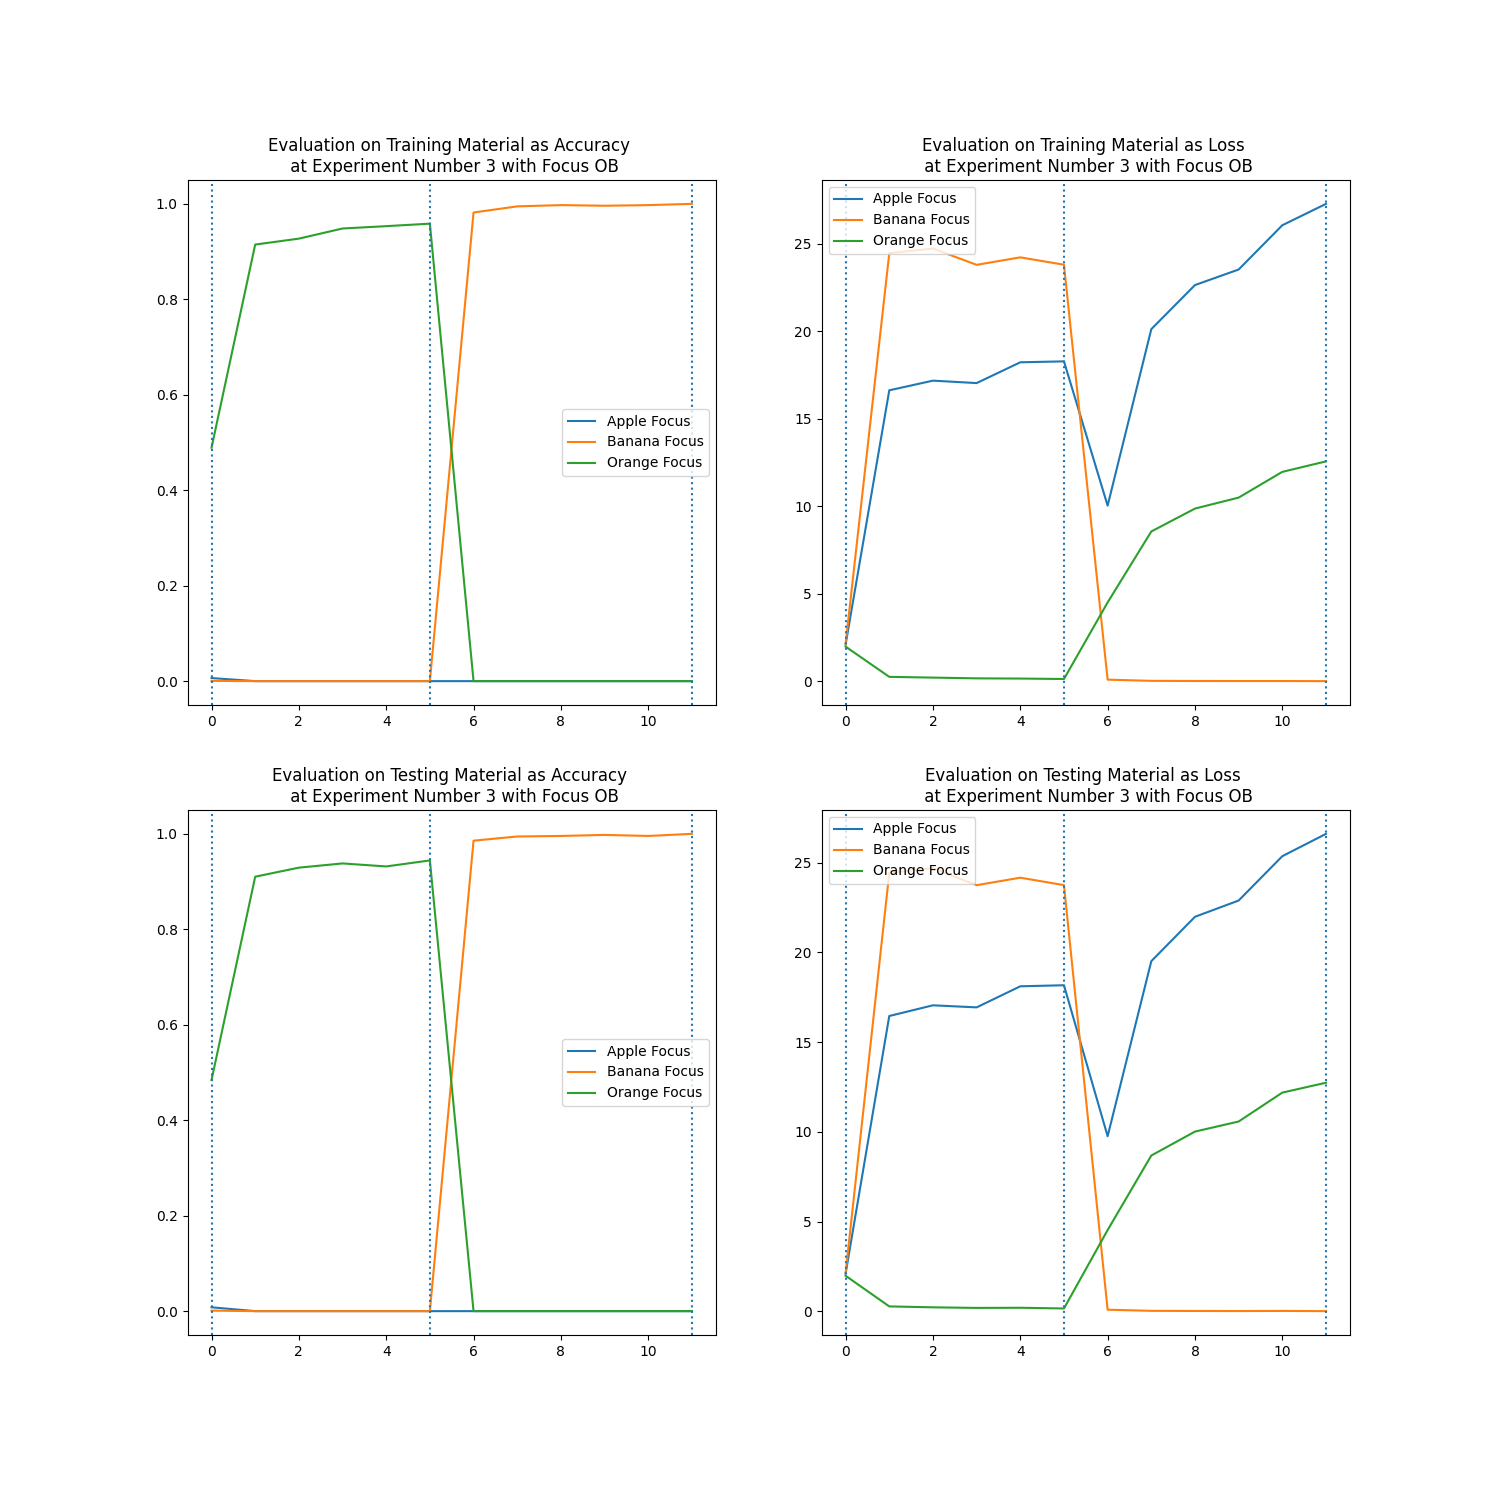 Evaluation on Training Material as Accuracy
at Experiment Number 3 with Focus OB
1.0
0.8
0.6
0.4
0.2
0.0
Apple Focus
Banana Focus
Orange Focus
0 2 4 6 8 10
Evaluation on Training Material as Loss
at Experiment Number 3 with Focus OB
Apple Focus
Banana Focus
Orange Focus
25
20
15
10
5
0
0 2 4 6 8 10
Evaluation on Testing Material as Accuracy
at Experiment Number 3 with Focus OB
1.0
0.8
0.6
0.4
0.2
0.0
Apple Focus
Banana Focus
Orange Focus
0 2 4 6 8 10
Evaluation on Testing Material as Loss
at Experiment Number 3 with Focus OB
Apple Focus
Banana Focus
Orange Focus
25
20
15
10
5
0
0 2 4 6 8 10